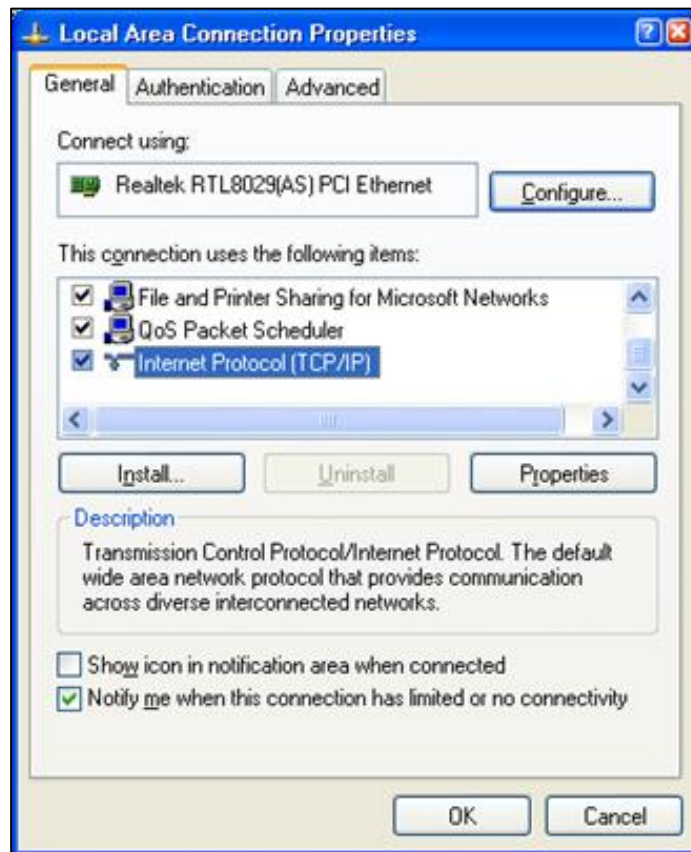 Local Area Connection Properties
General Authentication Advanced
Connect using:
Realtek RTL8029(AS) PCI Ethernet
Configure...
This connection uses the following items:
File and Printer Sharing for Microsoft Networks
QoS Packet Scheduler
Internet Protocol (TCP/IP)
Install... Uninstall Properties
Description
Transmission Control Protocol/Internet Protocol. The default
wide area network protocol that provides communication
across diverse interconnected networks.
Show icon in notification area when connected
Notify me when this connection has limited or no connectivity
OK Cancel